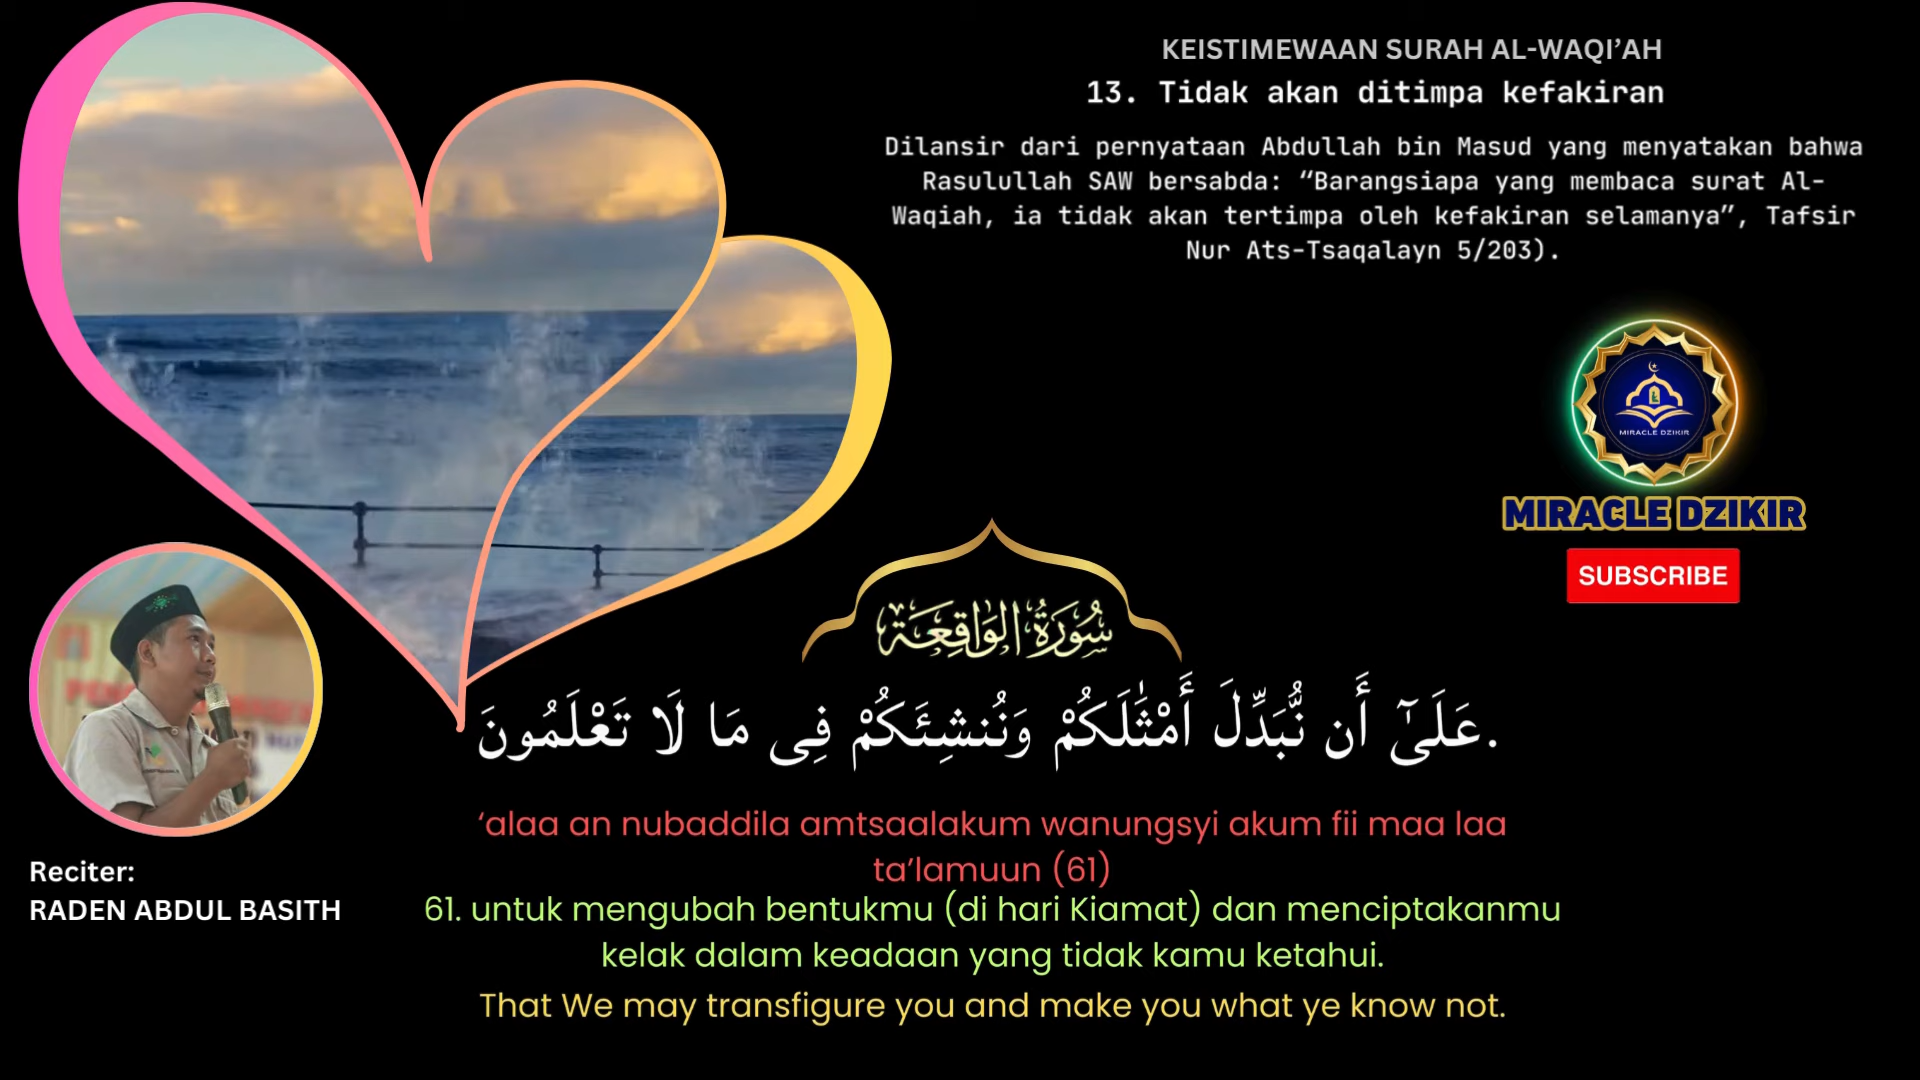 KEISTIMEWAAN SURAH AL-WAQI’AH
13. Tidak akan ditimpa kefakiran
Dilansir dari pernyataan Abdullah bin Masud yang menyatakan bahwa
Rasulullah SAW bersabda: “Barangsiapa yang membaca surat Al-
Waqiah, ia tidak akan tertimpa oleh kefakiran selamanya”, Tafsir
Nur Ats-Tsaqalayn 5/203).
MIRACLE DZIKIR
MIRACLE DZIKIR
SUBSCRIBE
سُورَةُ الوَاقِعَة
عَلَىٰٓ أَن نُّبَدِّلَ أَمْثَٰلَكُمْ وَنُنشِئَكُمْ فِى مَا لَا تَعْلَمُونَ.
‘alaa an nubaddila amtsaalakum wanungsyi akum fii maa laa
ta’lamuun (61)
61. untuk mengubah bentukmu (di hari Kiamat) dan menciptakanmu
kelak dalam keadaan yang tidak kamu ketahui.
That We may transfigure you and make you what ye know not.
Reciter:
RADEN ABDUL BASITH